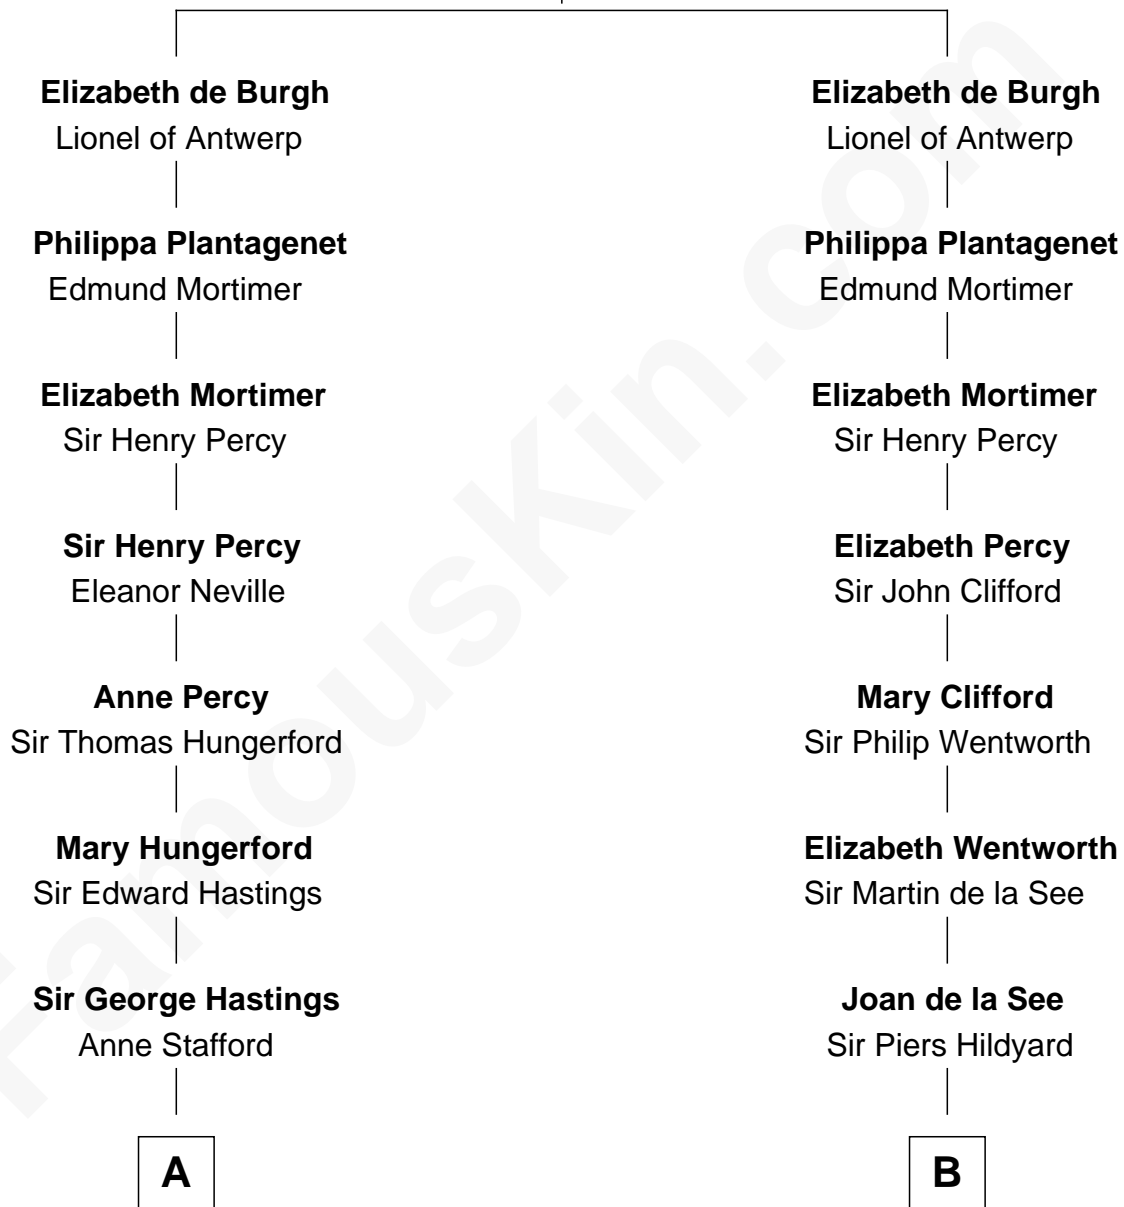 Elizabeth de Burgh
Lionel of Antwerp
Philippa Plantagenet
Edmund Mortimer
Elizabeth Mortimer
Sir Henry Percy
Sir Henry Percy
Eleanor Neville
Anne Percy
Sir Thomas Hungerford
Mary Hungerford
Sir Edward Hastings
Sir George Hastings
Anne Stafford
A
Elizabeth de Burgh
Lionel of Antwerp
Philippa Plantagenet
Edmund Mortimer
Elizabeth Mortimer
Sir Henry Percy
Elizabeth Percy
Sir John Clifford
Mary Clifford
Sir Philip Wentworth
Elizabeth Wentworth
Sir Martin de la See
Joan de la See
Sir Piers Hildyard
B
FamousKin.com